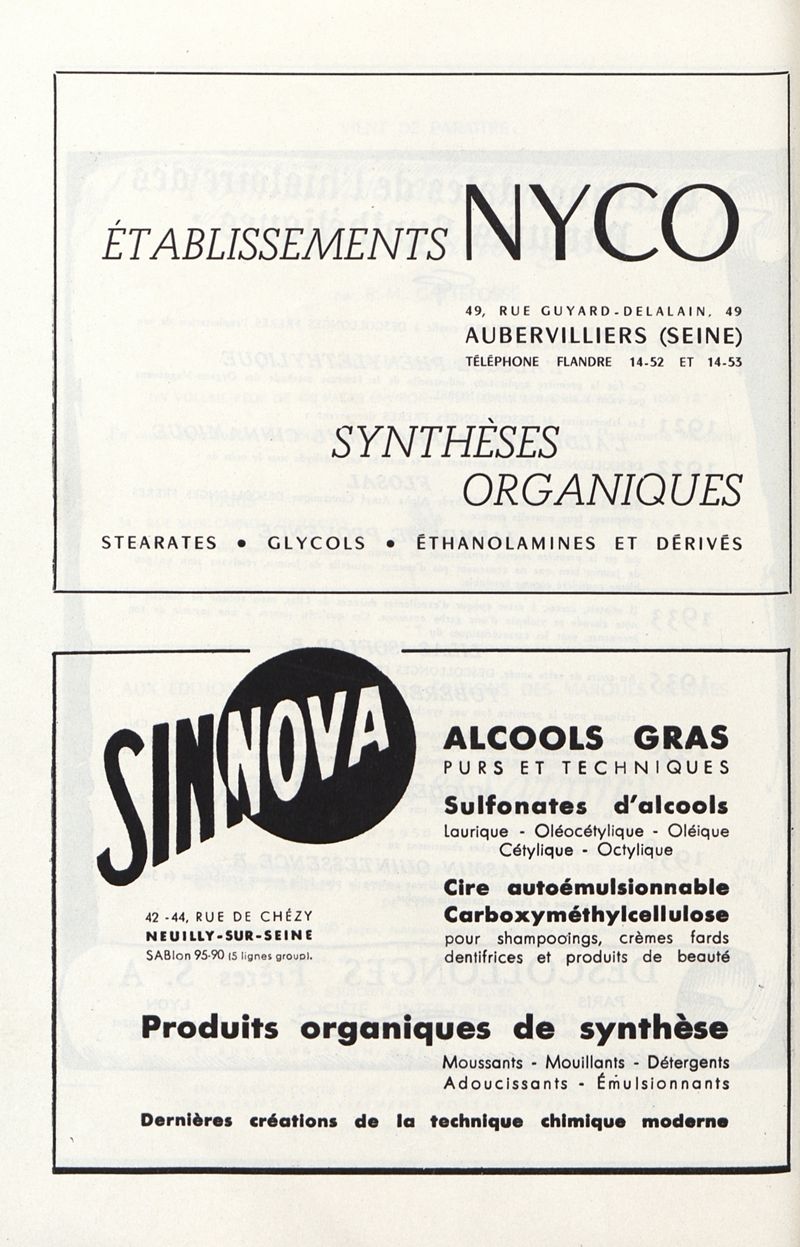 ÉTABLISSEMENTS NYCO
49, RUE GUYARD-DELALAIN, 49
AUBERVILLIERS (SEINE)
TÉLÉPHONE FLANDRE 14-52 ET 14-53
SYNTHÈSES
ORGANIQUES
STEARATES • GLYCOLS • ÉTHANOLAMINES ET DÉRIVÉS
SINNOVA
ALCOOLS GRAS
PURS ET TECHNIQUES
Sulfonates d'alcools
Laurique - Oléocétylique - Oléique
Cétylique - Octylique
Cire autoémulsionnable
Carboxyméthylcellulose
pour shampooings, crèmes fards
dentifrices et produits de beauté
42 -44, RUE DE CHÉZY
NEUILLY-SUR-SEINE
SABlon 95-90 (5 lignes group).
Produits organiques de synthèse
Moussants - Mouillants - Détergents
Adoucissants - Émulsionnants
Dernières créations de la technique chimique moderne